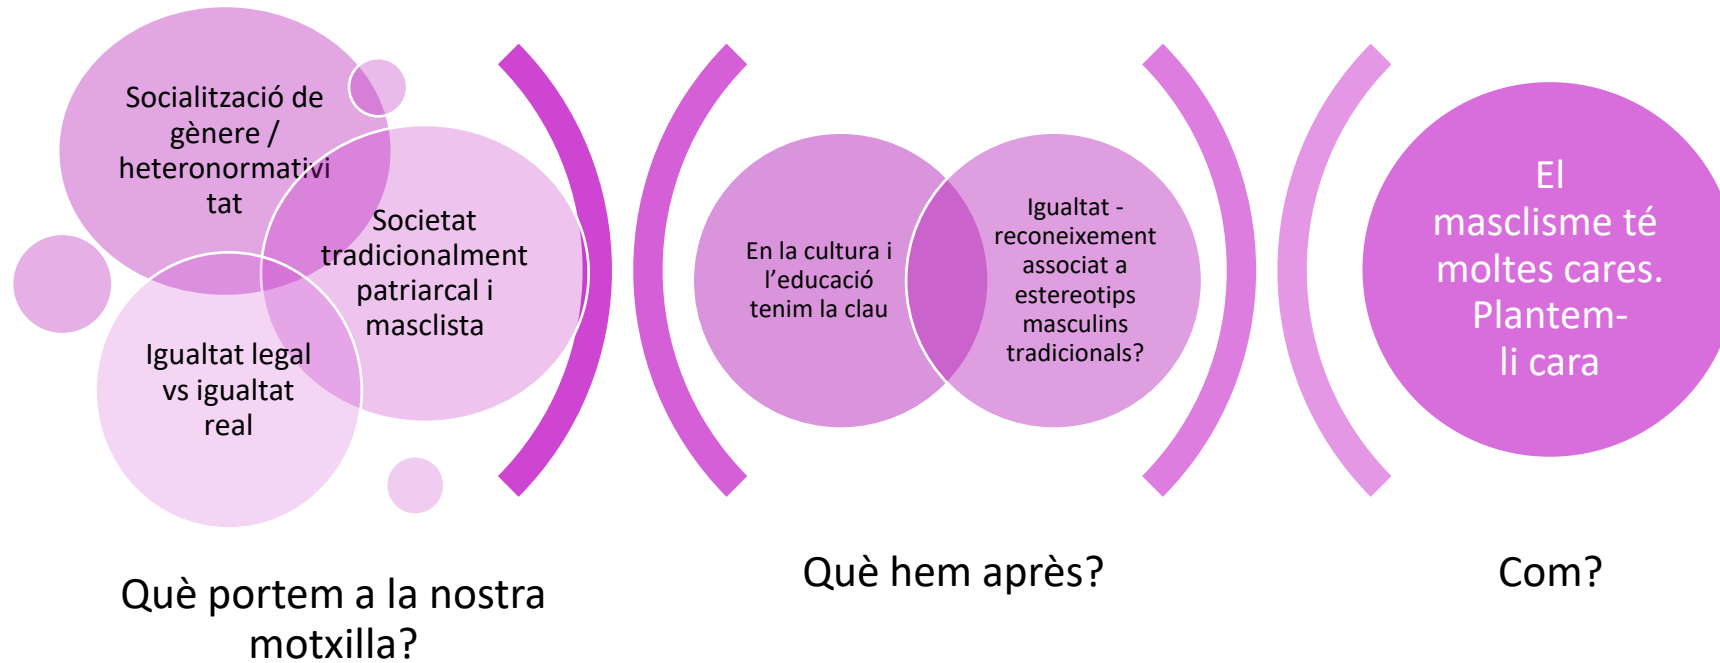 Socialització de
gènere /
heteronormativi
tat
Societat
tradicionalment
patriarcal i
masclista
Igualtat legal
vs igualtat
real
Què portem a la nostra
motxilla?
En la cultura i
l’educació
tenim la clau
Igualtat -
reconeixement
associat a
estereotips
masculins
tradicionals?
Què hem après?
El
masclisme té
moltes cares.
Plantem-
li cara
Com?